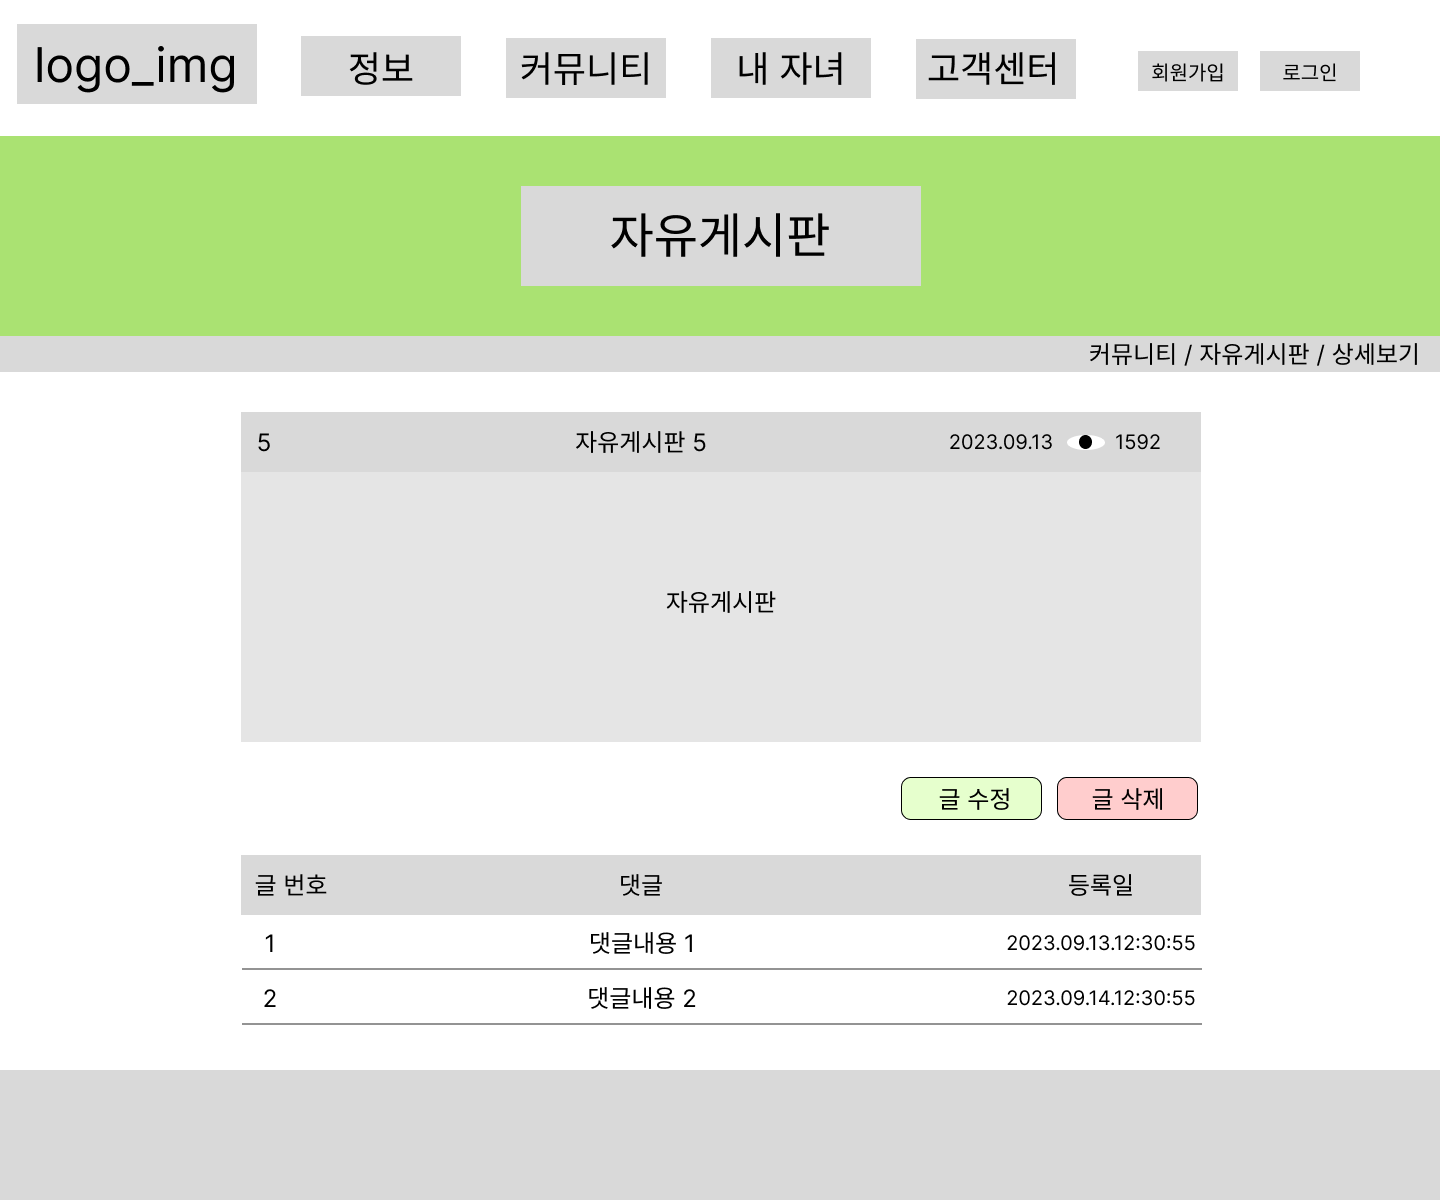 logo_img 정보 커뮤니티 내 자녀 고객센터 회원가입 로그인
자유게시판
커뮤니티 / 자유게시판 / 상세보기
5 자유게시판 5 2023.09.13 1592
자유게시판
글 수정 글 삭제
글 번호 댓글 등록일
1 댓글내용 1 2023.09.13.12:30:55
2 댓글내용 2 2023.09.14.12:30:55